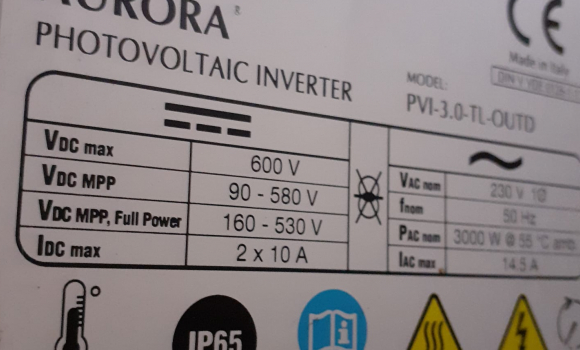 AURORA®
PHOTOVOLTAIC INVERTER
CE
Made in Italy
MODEL:
PVI-3.0-TL-OUTD
VDC max 600 V
VDC MPP 90 - 580 V
VDC MPP, Full Power 160 - 530 V
IDC max 2 x 10 A
VAC nom 230 V 1Ø
fnom 50 Hz
PAC nom 3000 W @ 55 °C amb.
IAC max 14.5 A
IP65
i